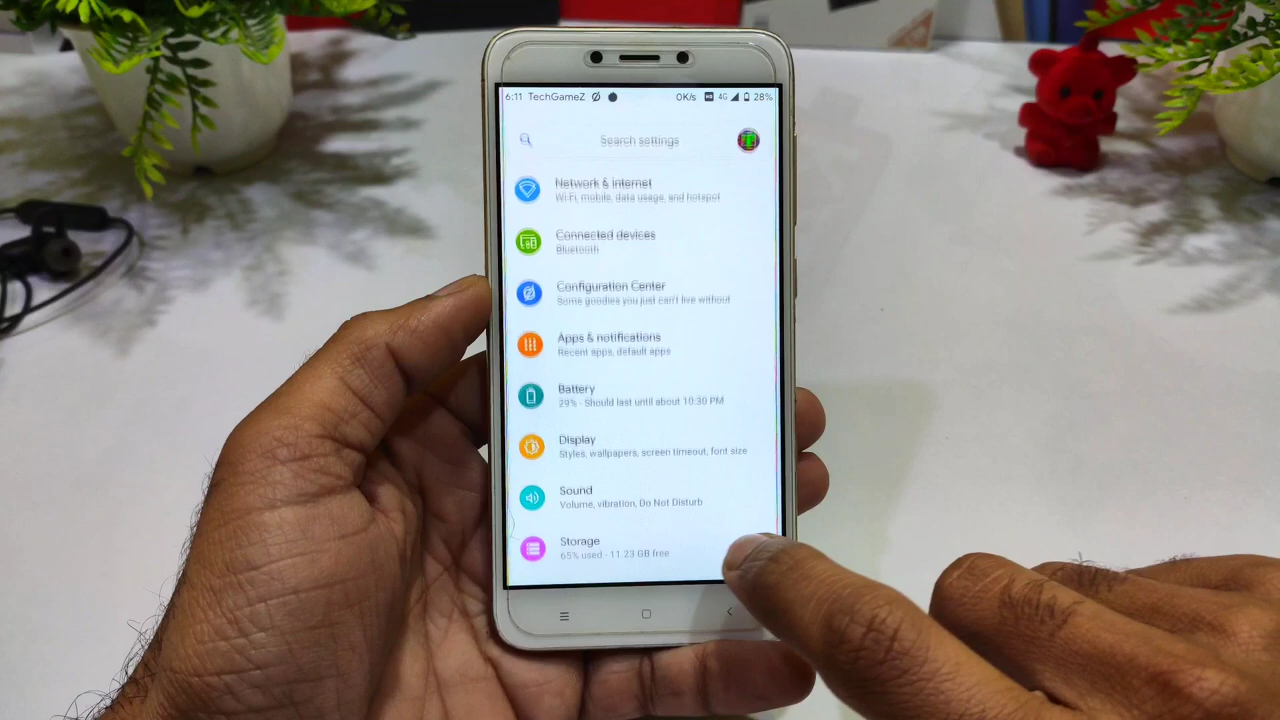 6:11 TechGameZ 0K/s HD 4G 28%
Search settings
Network & internet
Wi-Fi, mobile, data usage, and hotspot
Connected devices
Bluetooth
Configuration Center
Some goodies you just can't live without
Apps & notifications
Recent apps, default apps
Battery
29% - Should last until about 10:30 PM
Display
Styles, wallpapers, screen timeout, font size
Sound
Volume, vibration, Do Not Disturb
Storage
65% used - 11.23 GB free